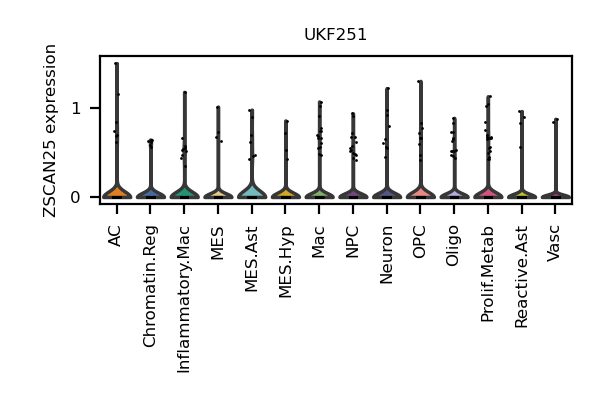 UKF251
ZSCAN25 expression
1
0
AC
Chromatin.Reg
Inflammatory.Mac
MES
MES.Ast
MES.Hyp
Mac
NPC
Neuron
OPC
Oligo
Prolif.Metab
Reactive.Ast
Vasc